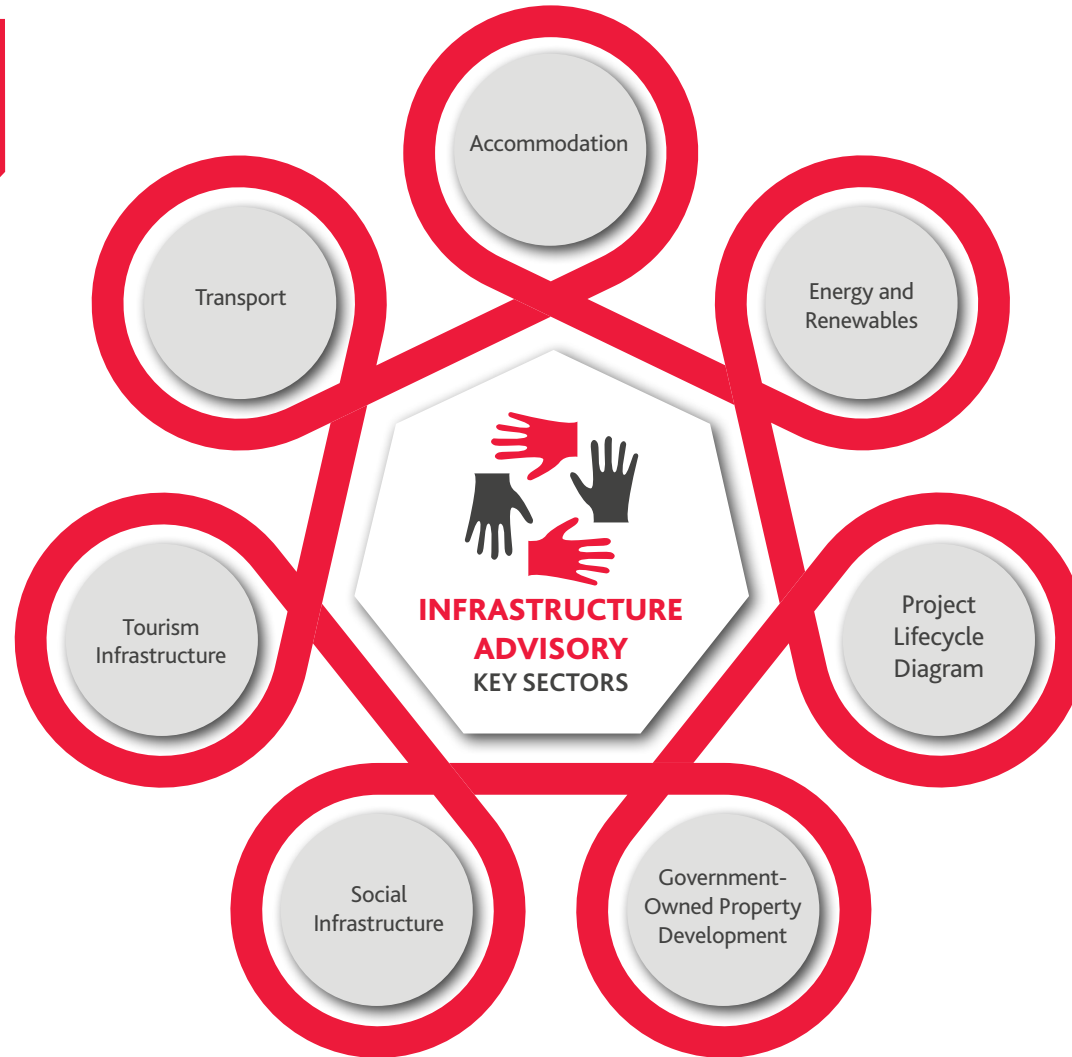 Accommodation
Energy and
Renewables
Project
Lifecycle
Diagram
Government-
Owned Property
Development
Social
Infrastructure
Tourism
Infrastructure
Transport
INFRASTRUCTURE
ADVISORY
KEY SECTORS